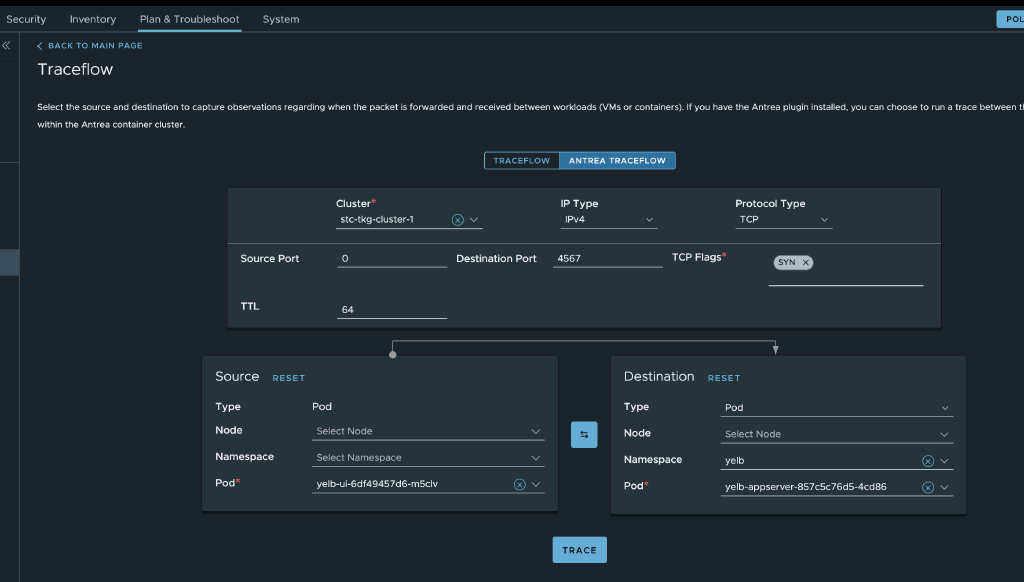 Security Inventory Plan & Troubleshoot System
BACK TO MAIN PAGE
Traceflow
Select the source and destination to capture observations regarding when the packet is forwarded and received between workloads (VMs or containers). If you have the Antrea plugin installed, you can choose to run a trace between
within the Antrea container cluster.
TRACEFLOW ANTREA TRACEFLOW
Cluster* IP Type Protocol Type
stc-tkg-cluster-1 IPv4 TCP
Source Port 0 Destination Port 4567 TCP Flags* SYN ×
TTL 64
Source RESET
Type Pod
Node Select Node
Namespace Select Namespace
Pod* yelb-ui-6df49457d6-m5clv
Destination RESET
Type Pod
Node Select Node
Namespace yelb
Pod* yelb-appserver-857c5c76d5-4cd86
TRACE